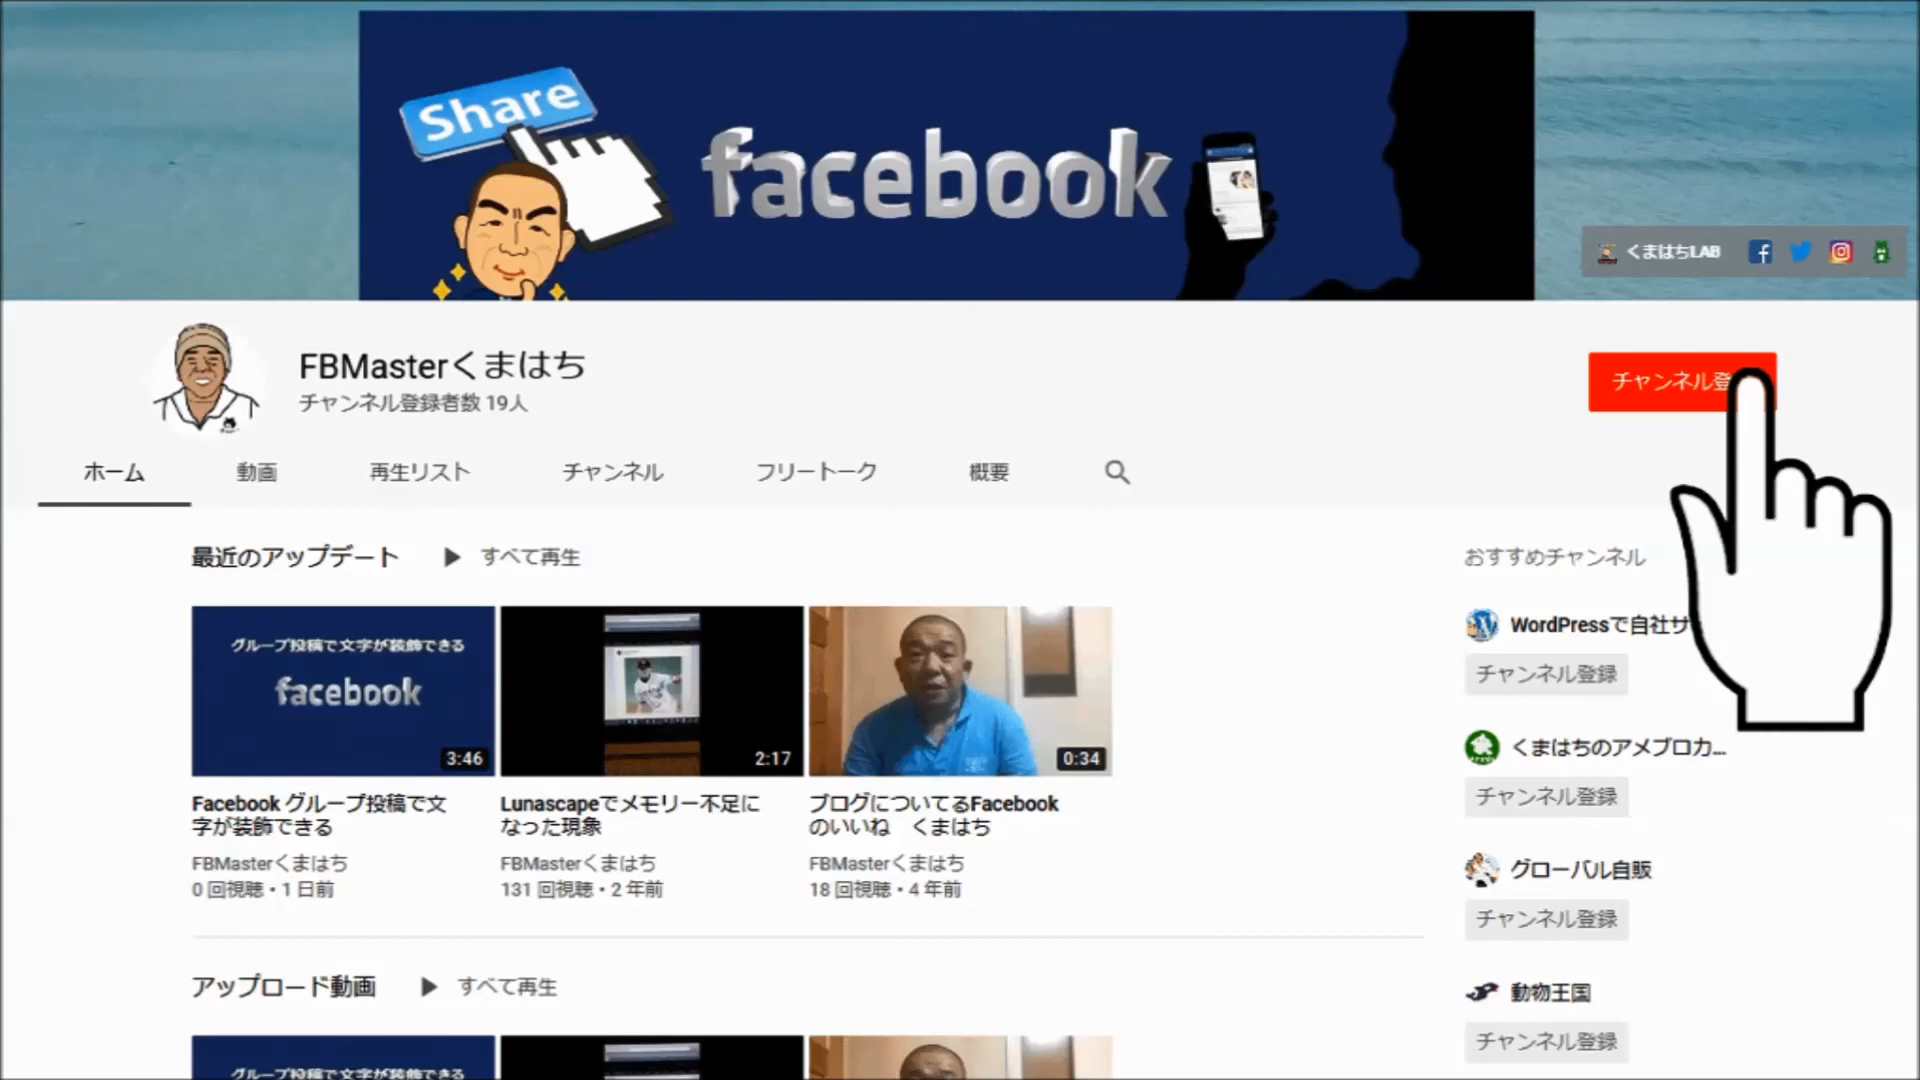 Share
facebook
くまはちLAB
FBMasterくまはち
チャンネル登録者数 19人
チャンネル登
ホーム
動画
再生リスト
チャンネル
フリートーク
概要
最近のアップデート
すべて再生
グループ投稿で文字が装飾できる
facebook
3:46
2:17
0:34
Facebook グループ投稿で文
字が装飾できる
FBMasterくまはち
0 回視聴・1 日前
Lunascapeでメモリー不足に
なった現象
FBMasterくまはち
131 回視聴・2 年前
ブログについてるFacebook
のいいね　くまはち
FBMasterくまはち
18 回視聴・4 年前
アップロード動画
すべて再生
グループ投稿で文字が装飾できる
おすすめチャンネル
WordPressで自社サ
チャンネル登録
くまはちのアメブロカ...
チャンネル登録
グローバル自販
チャンネル登録
動物王国
チャンネル登録